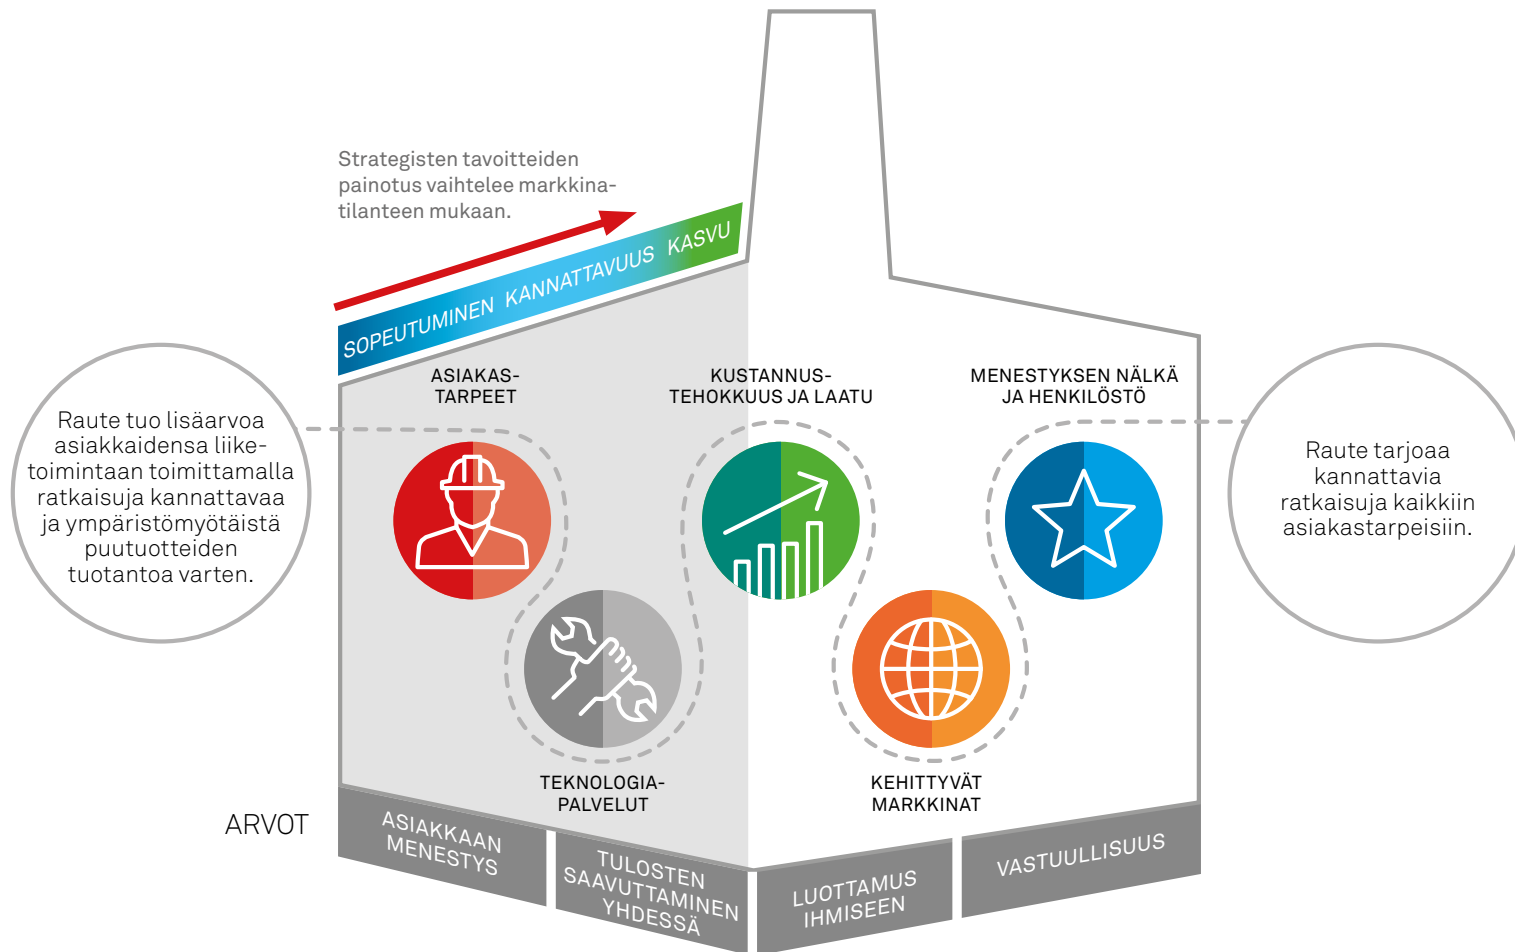 Strategisten tavoitteiden
painotus vaihtelee markkina-
tilanteen mukaan.
SOPEUTUMINEN KANNATTAVUUS KASVU
Raute tuo lisäarvoa
asiakkaidensa liike-
toimintaan toimittamalla
ratkaisuja kannattavaa
ja ympäristömyötäistä
puutuotteiden
tuotantoa varten.
ASIAKAS-
TARPEET
KUSTANNUS-
TEHOKKUUS JA LAATU
MENESTYKSEN NÄLKÄ
JA HENKILÖSTÖ
Raute tarjoaa
kannattavia
ratkaisuja kaikkiin
asiakastarpeisiin.
TEKNOLOGIA-
PALVELUT
KEHITTYVÄT
MARKKINAT
ARVOT
ASIAKKAAN
MENESTYS
TULOSTEN
SAAVUTTAMINEN
YHDESSÄ
LUOTTAMUS
IHMISEEN
VASTUULLISUUS